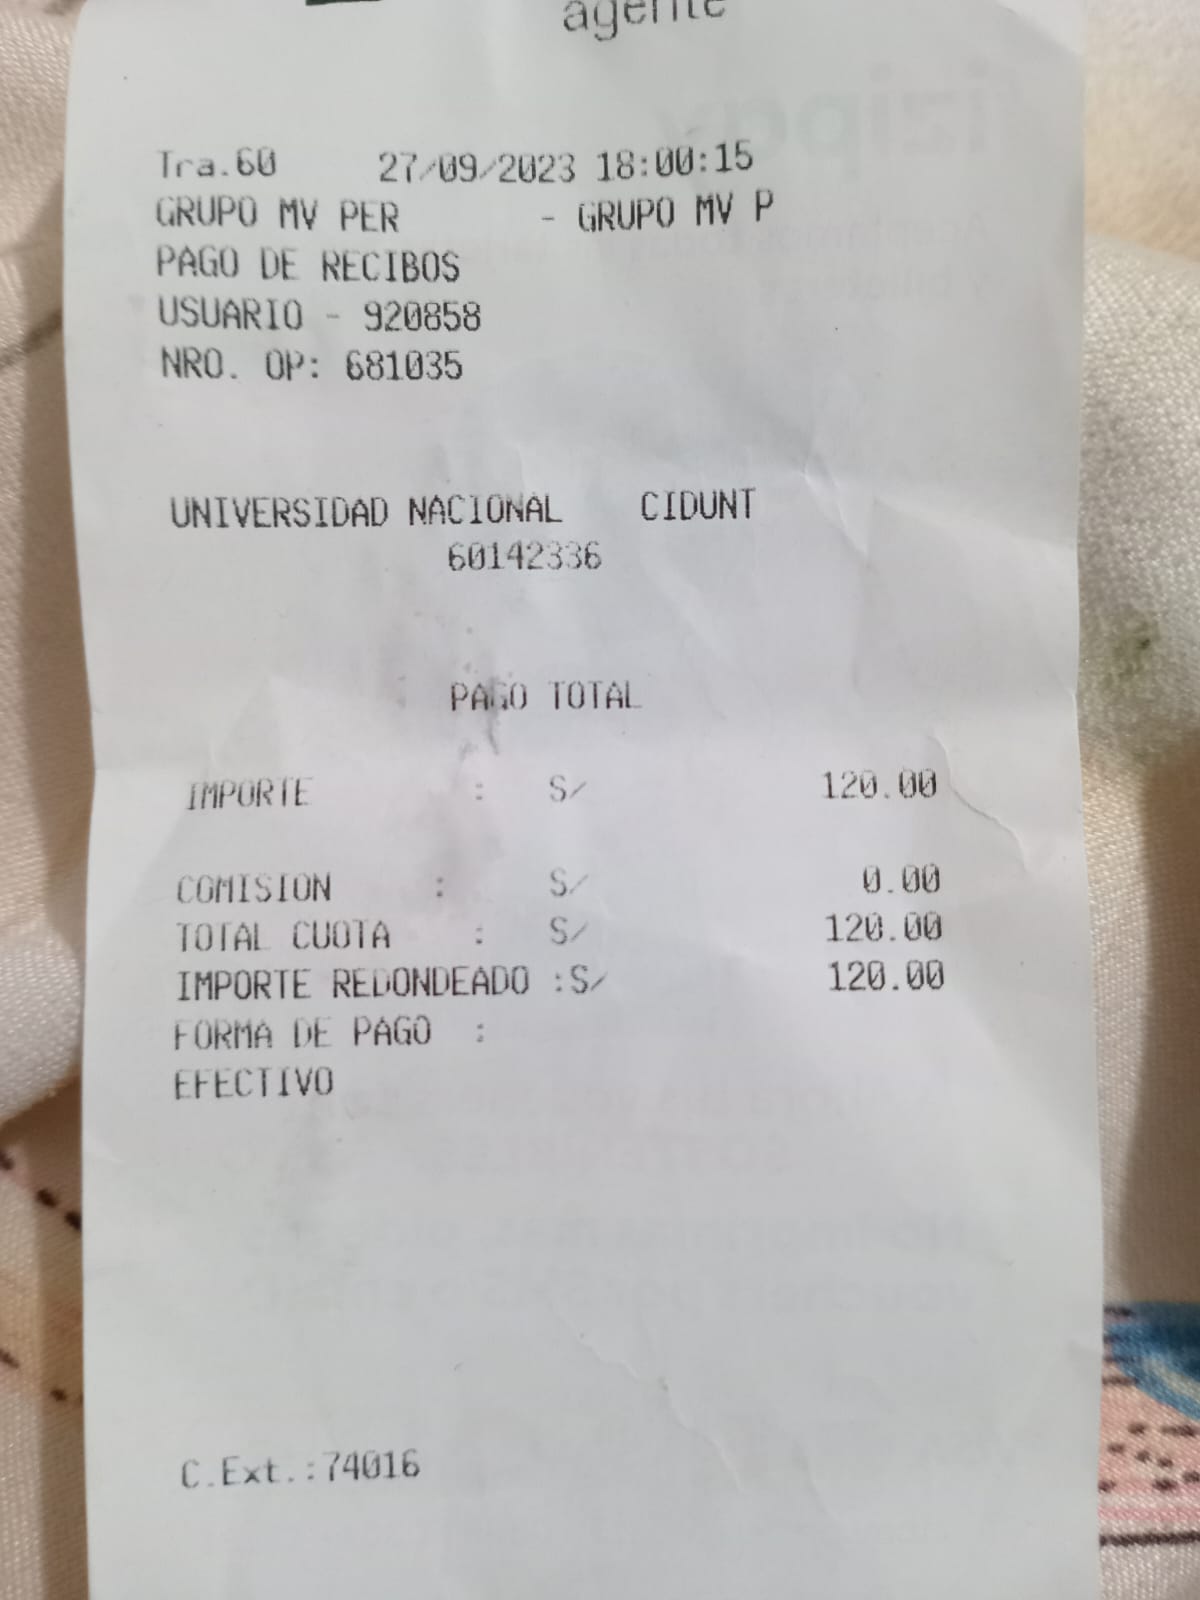 agente
Tra.60 27/09/2023 18:00:15
GRUPO MV PER - GRUPO MV P
PAGO DE RECIBOS
USUARIO - 920858
NRO. OP: 681035
UNIVERSIDAD NACIONAL CIDUNT
60142336
PAGO TOTAL
IMPORTE : S/ 120.00
COMISION : S/ 0.00
TOTAL CUOTA : S/ 120.00
IMPORTE REDONDEADO :S/ 120.00
FORMA DE PAGO :
EFECTIVO
C.Ext.:74016